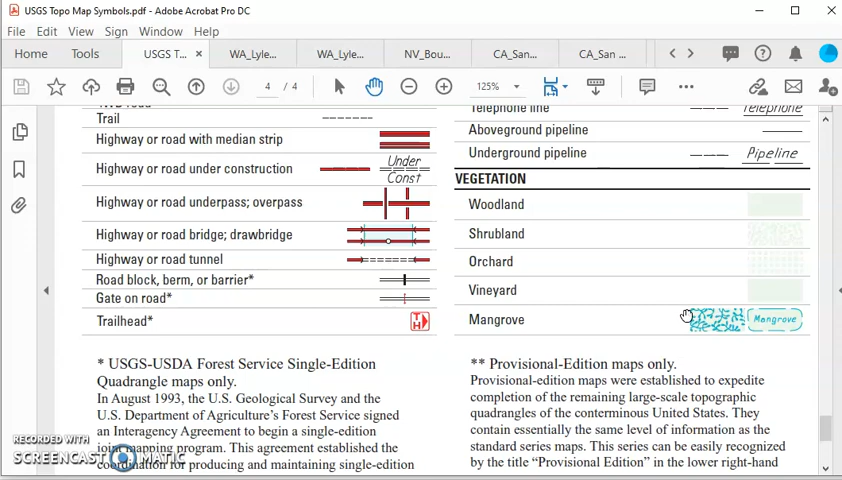 USGS Topo Map Symbols.pdf - Adobe Acrobat Pro DC
File Edit View Sign Window Help
Home Tools USGS T... × WA_Lyle... WA_Lyle... NV_Bou... CA_San... CA_San ...
4 / 4 125%
Trail
Highway or road with median strip
Highway or road under construction Under Const
Highway or road underpass; overpass
Highway or road bridge; drawbridge
Highway or road tunnel
Road block, berm, or barrier*
Gate on road*
Trailhead* TH
* USGS-USDA Forest Service Single-Edition
Quadrangle maps only.
In August 1993, the U.S. Geological Survey and the
U.S. Department of Agriculture's Forest Service signed
an Interagency Agreement to begin a single-edition
joint mapping program. This agreement established the
coordination for producing and maintaining single-edition
Telephone line Telephone
Aboveground pipeline
Underground pipeline Pipeline
VEGETATION
Woodland
Shrubland
Orchard
Vineyard
Mangrove Mangrove
** Provisional-Edition maps only.
Provisional-edition maps were established to expedite
completion of the remaining large-scale topographic
quadrangles of the conterminous United States. They
contain essentially the same level of information as the
standard series maps. This series can be easily recognized
by the title "Provisional Edition" in the lower right-hand
RECORDED WITH
SCREENCAST MATIC